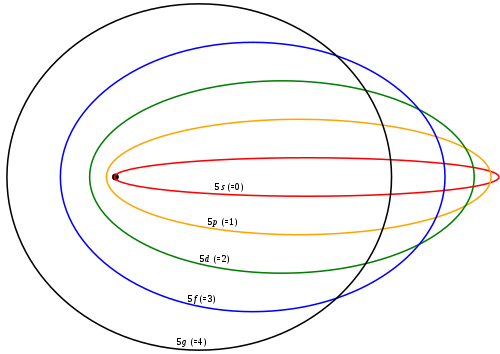 5s (=0)
5p (=1)
5d (=2)
5f (=3)
5g (=4)